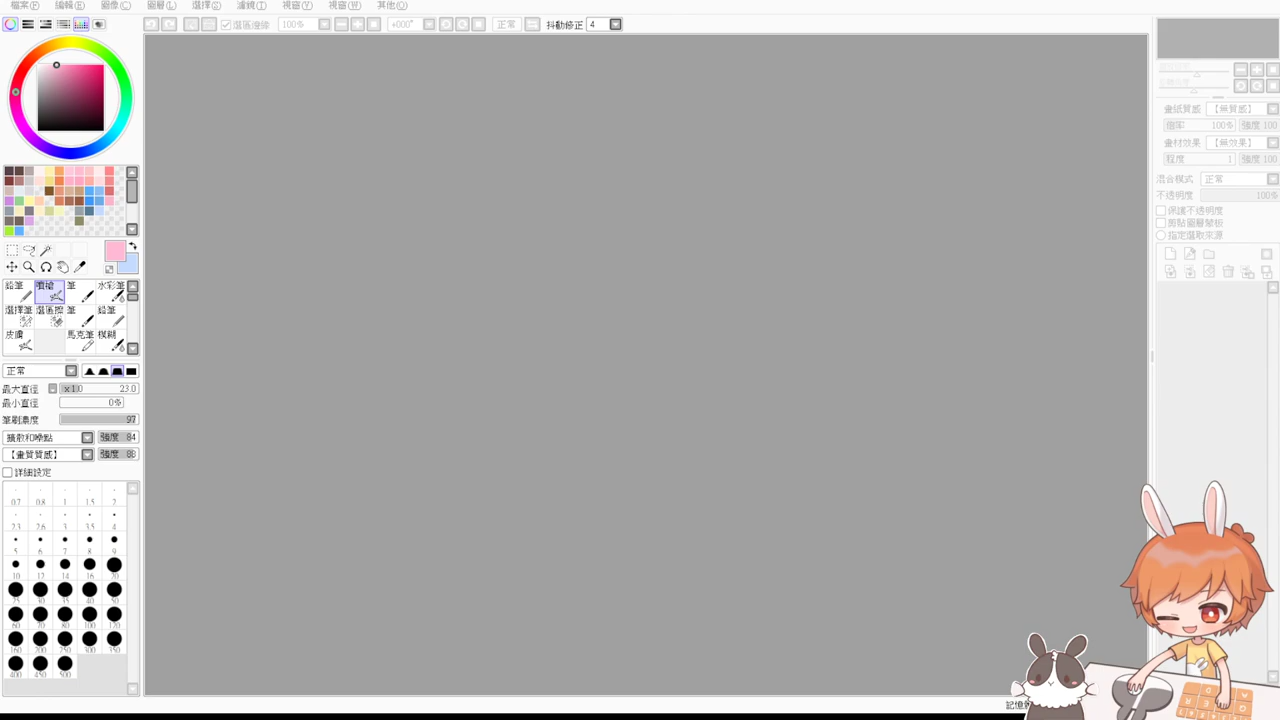 檔案(F) 編輯(E) 圖像(C) 圖層(L) 選擇(S) 濾鏡(T) 視窗(V) 視窗(W) 其他(O)
選區邊緣 100% +000° 正常 抖動修正 4
鉛筆 噴槍 筆 水彩筆
選擇筆 選區擦 筆 鉛筆
皮膚 馬克筆 模糊
正常
最大直徑 x1.0 23.0
最小直徑 0%
筆刷濃度 97
擴散和噪點 強度 84
【畫質質感】 強度 88
詳細設定
0.7 0.8 1 1.5 2
2.3 2.6 3 3.5 4
5 6 7 8 9
10 12 14 16 20
25 30 35 40 50
60 70 80 100 120
160 200 250 300 350
400 450 500
畫紙質感 【無質感】
倍率 100% 強度 100
畫材效果 【無效果】
程度 1 強度 100
混合模式 正常
不透明度 100%
保護不透明度
剪貼圖層蒙板
指定選取來源
記憶